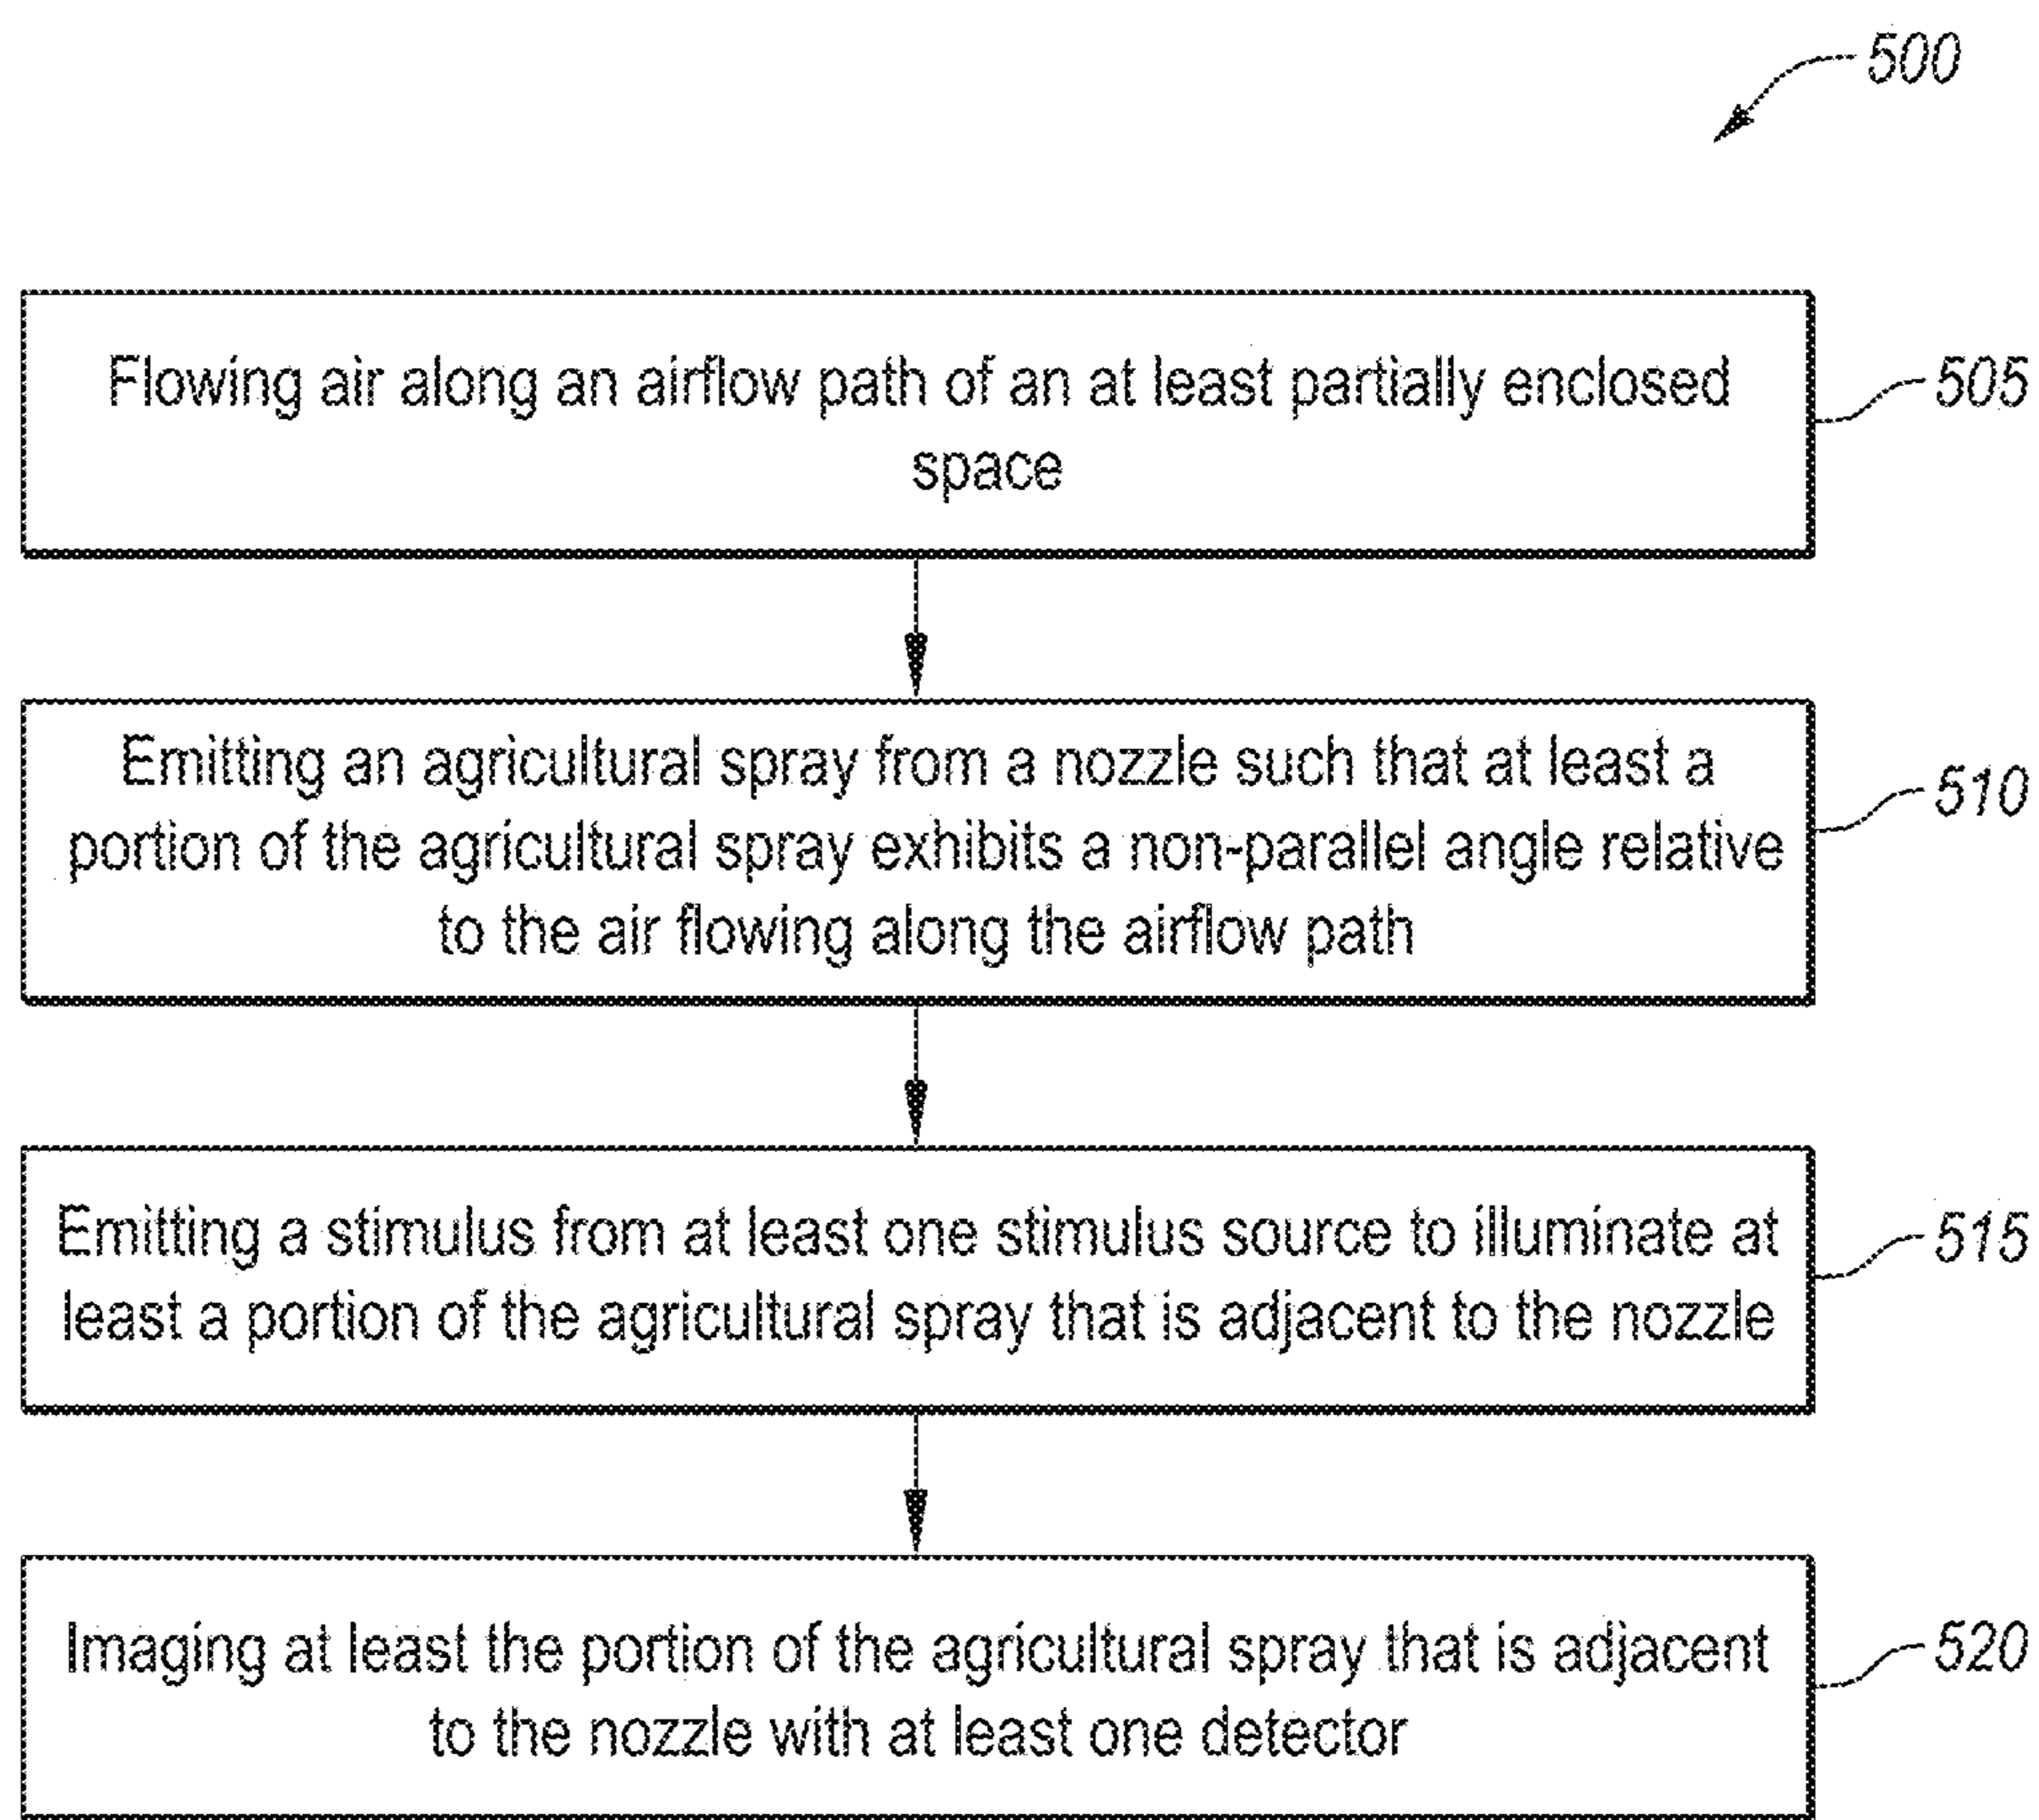 500
Flowing air along an airflow path of an at least partially enclosed
space
505
Emitting an agricultural spray from a nozzle such that at least a
portion of the agricultural spray exhibits a non-parallel angle relative
to the air flowing along the airflow path
510
Emitting a stimulus from at least one stimulus source to illuminate at
least a portion of the agricultural spray that is adjacent to the nozzle
515
Imaging at least the portion of the agricultural spray that is adjacent
to the nozzle with at least one detector
520